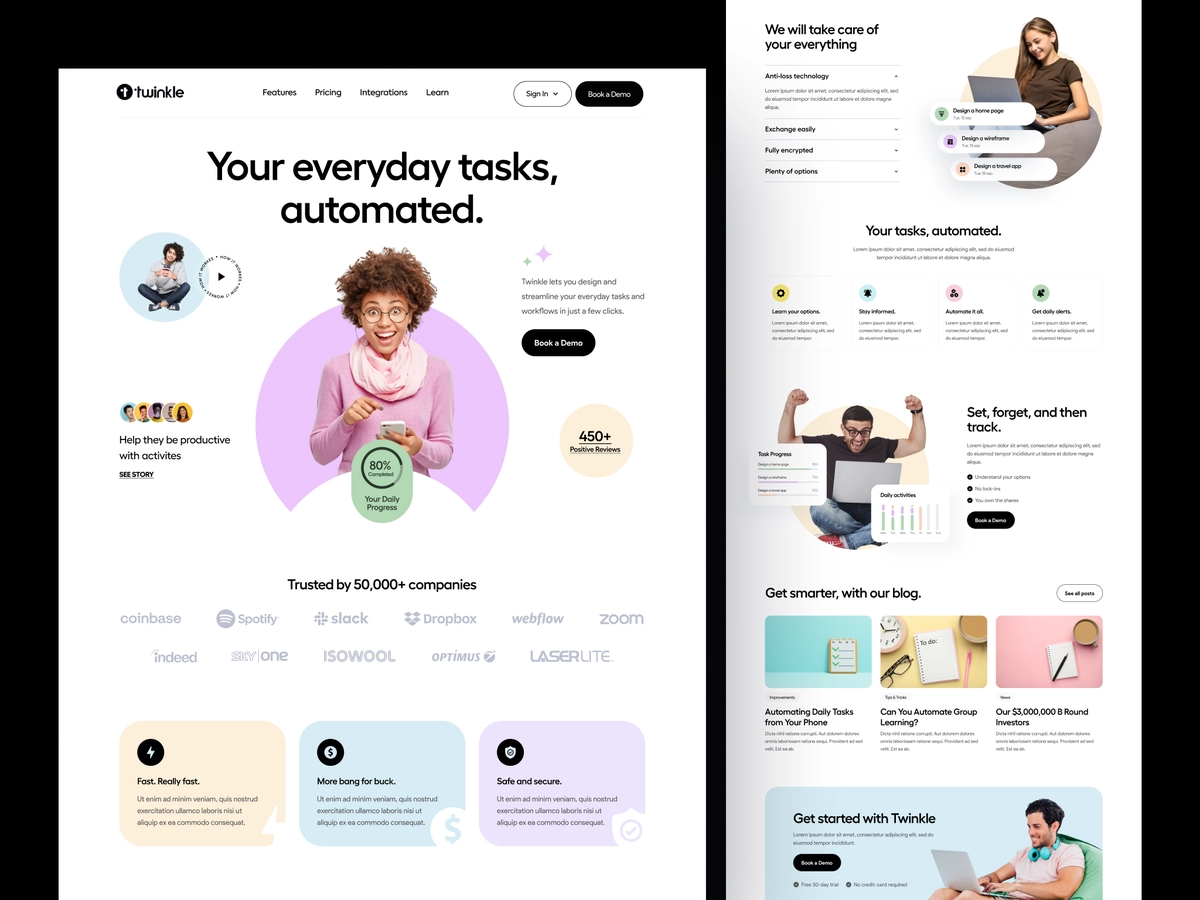 twinkle
Features
Pricing
Integrations
Learn
Sign In
Book a Demo
Your everyday tasks,
automated.
HOW IT WORKES • HOW IT WORKES •
Twinkle lets you design and
streamline your everyday tasks and
workflows in just a few clicks.
Book a Demo
Help they be productive
with activites
SEE STORY
450+
Positive Reviews
80%
Completed
Your Daily
Progress
Trusted by 50,000+ companies
coinbase
Spotify
slack
Dropbox
webflow
zoom
indeed
SKY|one
ISOWOOL
OPTIMUS
LASERLITE
Fast. Really fast.
Ut enim ad minim veniam, quis nostrud
exercitation ullamco laboris nisi ut
aliquip ex ea commodo consequat.
More bang for buck.
Ut enim ad minim veniam, quis nostrud
exercitation ullamco laboris nisi ut
aliquip ex ea commodo consequat.
Safe and secure.
Ut enim ad minim veniam, quis nostrud
exercitation ullamco laboris nisi ut
aliquip ex ea commodo consequat.
We will take care of
your everything
Anti-loss technology
Lorem ipsum dolor sit amet, consectetur adipiscing elit, sed
do eiusmod tempor incididunt ut labore et dolore magna
aliqua.
Exchange easily
Fully encrypted
Plenty of options
Design a home page
Tue, 15 sep
Design a wireframe
Tue, 15 sep
Design a travel app
Tue, 15 sep
Your tasks, automated.
Lorem ipsum dolor sit amet, consectetur adipiscing elit, sed do eiusmod
tempor incididunt ut labore et dolore magna aliqua.
Learn your options.
Lorem ipsum dolor sit amet,
consectetur adipiscing elit, sed
do eiusmod tempor.
Stay informed.
Lorem ipsum dolor sit amet,
consectetur adipiscing elit, sed
do eiusmod tempor.
Automate it all.
Lorem ipsum dolor sit amet,
consectetur adipiscing elit, sed
do eiusmod tempor.
Get daily alerts.
Lorem ipsum dolor sit amet,
consectetur adipiscing elit, sed
do eiusmod tempor.
Task Progress
Design a home page
Design a wireframe
Design a travel app
Daily activities
Set, forget, and then
track.
Lorem ipsum dolor sit amet, consectetur adipiscing elit, sed
do eiusmod tempor incididunt ut labore et dolore magna
aliqua.
Understand your options
No lock-ins
You own the shares
Book a Demo
Get smarter, with our blog.
See all posts
To do:
Improvements
Automating Daily Tasks
from Your Phone
Dicta nihil ratione corrupti. Aut dolorem dolores
omnis laboriosam ratione sequi. Provident ad sed
velit. Est ea ab.
Tips & Tricks
Can You Automate Group
Learning?
Dicta nihil ratione corrupti. Aut dolorem dolores
omnis laboriosam ratione sequi. Provident ad sed
velit. Est ea ab.
News
Our $3,000,000 B Round
Investors
Dicta nihil ratione corrupti. Aut dolorem dolores
omnis laboriosam ratione sequi. Provident ad sed
velit. Est ea ab.
Get started with Twinkle
Lorem ipsum dolor sit amet, consectetur adipiscing elit, sed do
eiusmod tempor incididunt.
Book a Demo
Free 30-day trial
No credit-card required